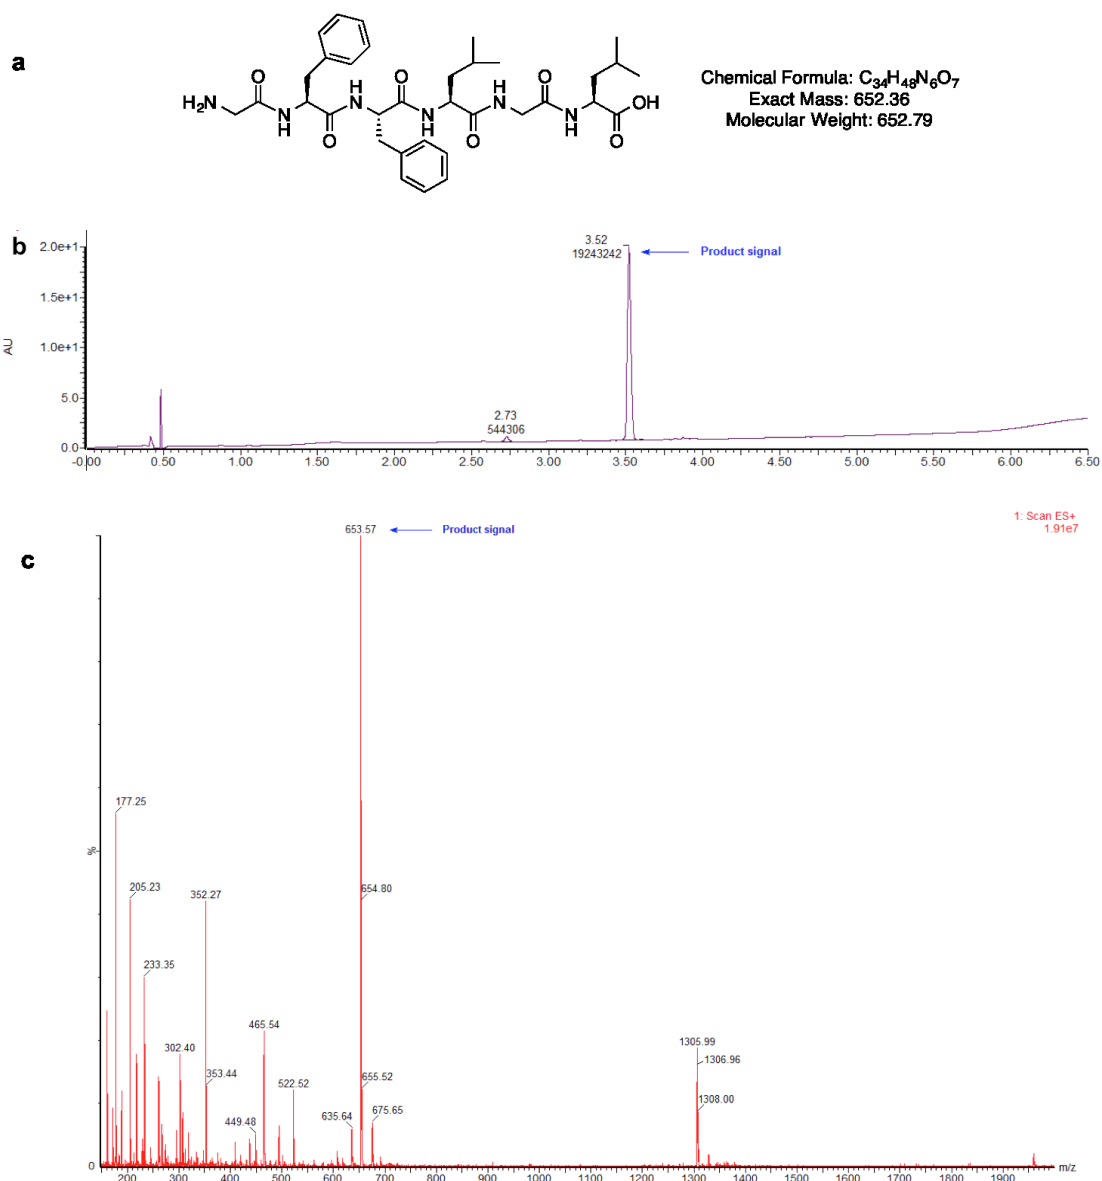 a
O
H
N
O
H
N
O
OH
H2N
N
H
O
N
H
O
N
H
O
Chemical Formula: C34H48N6O7
Exact Mass: 652.36
Molecular Weight: 652.79
b
2.0e+1
1.5e+1
1.0e+1
5.0
0.0
AU
3.52
19243242
Product signal
2.73
544306
-0.00 0.50 1.00 1.50 2.00 2.50 3.00 3.50 4.00 4.50 5.00 5.50 6.00 6.50
1: Scan ES+
1.91e7
c
653.57
Product signal
177.25
654.80
205.23
352.27
%
233.35
465.54
302.40
1305.99
1306.96
353.44
655.52
522.52
1308.00
635.64
675.65
449.48
0
m/z
200 300 400 500 600 700 800 900 1000 1100 1200 1300 1400 1500 1600 1700 1800 1900